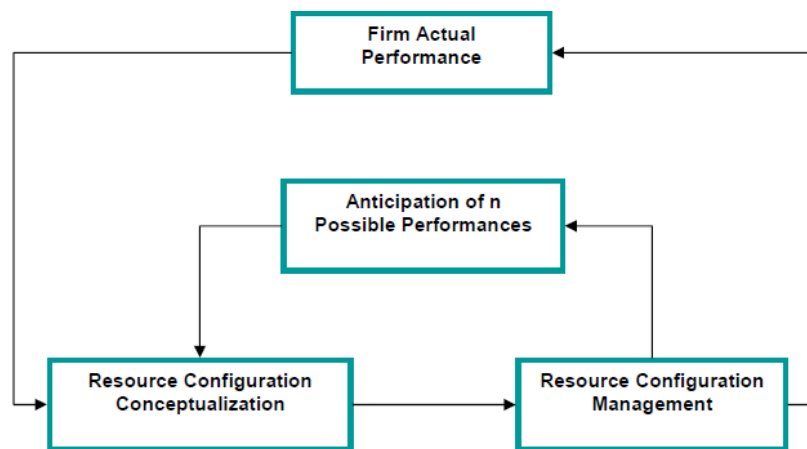 Firm Actual
Performance
Anticipation of n
Possible Performances
Resource Configuration
Conceptualization
Resource Configuration
Management